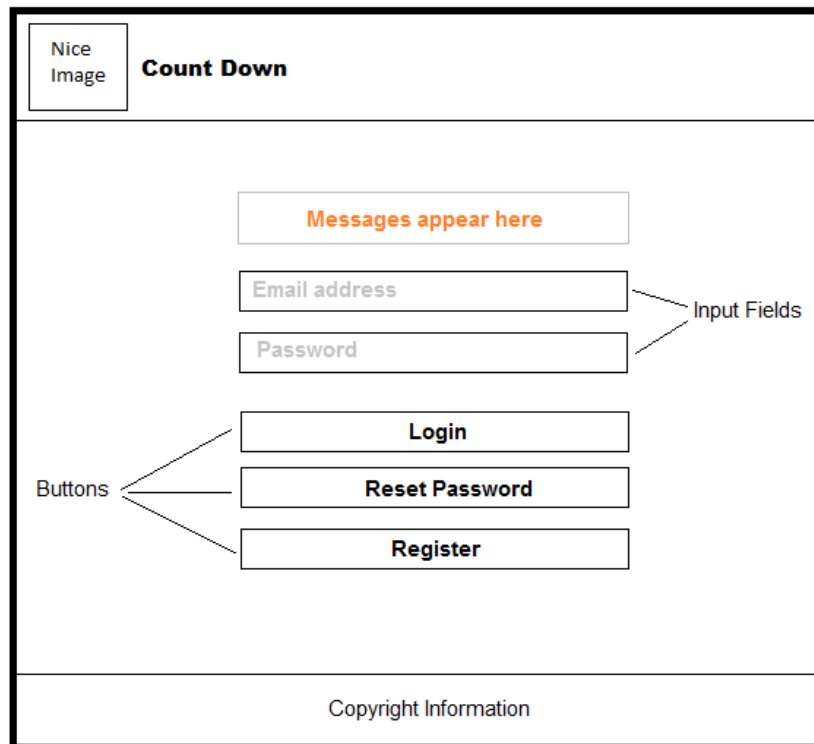 Nice
Image
Count Down
Messages appear here
Email address
Input Fields
Password
Login
Buttons
Reset Password
Register
Copyright Information